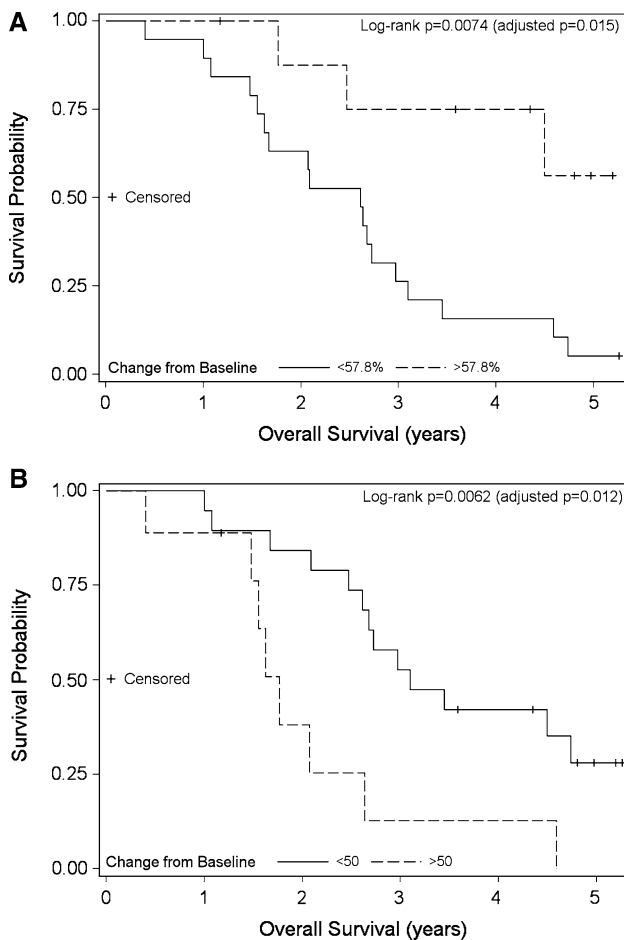 A
Log-rank p=0.0074 (adjusted p=0.015)
1.00
0.75
0.50
0.25
0.00
Survival Probability
+ Censored
Change from Baseline <57.8% >57.8%
0 1 2 3 4 5
Overall Survival (years)
B
Log-rank p=0.0062 (adjusted p=0.012)
1.00
0.75
0.50
0.25
0.00
Survival Probability
+ Censored
Change from Baseline <50 >50
0 1 2 3 4 5
Overall Survival (years)